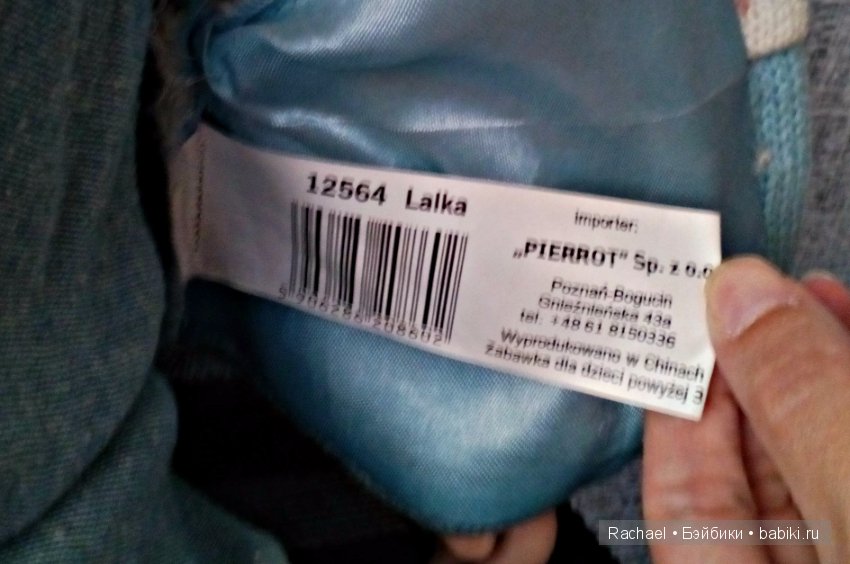 12564 Lalka
5906286208602
importer:
„PIERROT” Sp. z o.o
Poznań-Bogucin
Gnieźnieńska 43a
tel. +48 61 8150336
Wyprodukowano w Chinach
Zabawka dla dzieci powyżej 3
Rachael • Бэйбики • babiki.ru